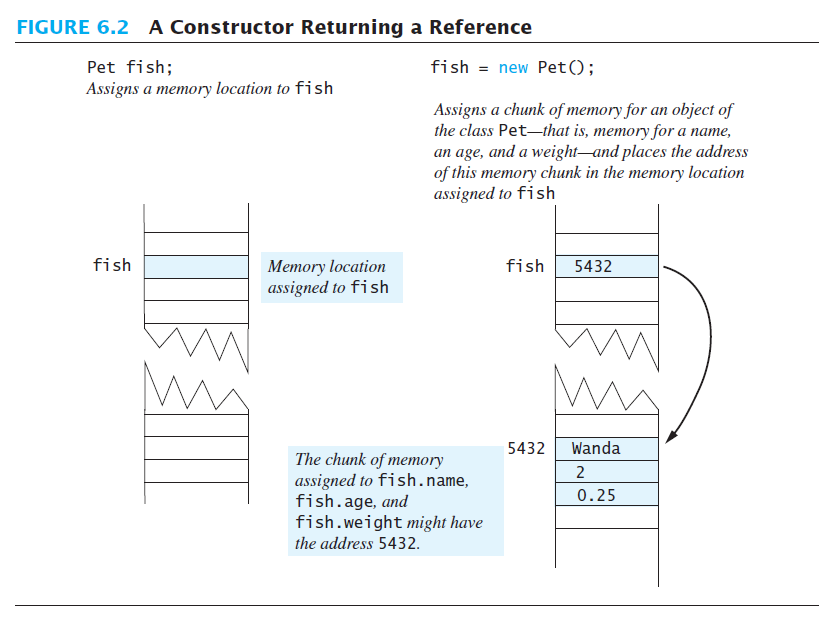 FIGURE 6.2 A Constructor Returning a Reference
Pet fish;
Assigns a memory location to fish
fish = new Pet();
Assigns a chunk of memory for an object of
the class Pet—that is, memory for a name,
an age, and a weight—and places the address
of this memory chunk in the memory location
assigned to fish
fish
Memory location
assigned to fish
fish
5432
The chunk of memory
assigned to fish.name,
fish.age, and
fish.weight might have
the address 5432.
5432
Wanda
2
0.25